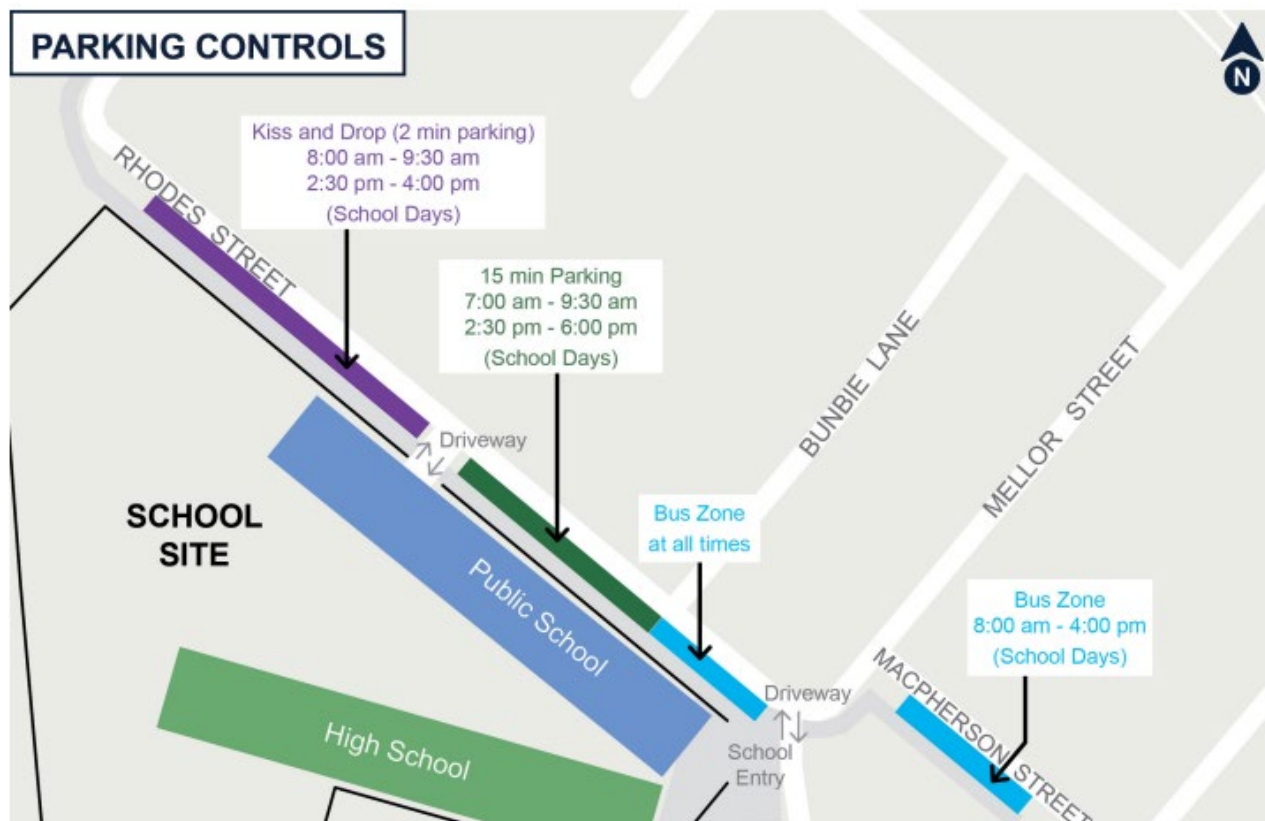 PARKING CONTROLS
N
Kiss and Drop (2 min parking)
8:00 am - 9:30 am
2:30 pm - 4:00 pm
(School Days)
RHODES STREET
15 min Parking
7:00 am - 9:30 am
2:30 pm - 6:00 pm
(School Days)
BUNBIE LANE
MELLOR STREET
Driveway
SCHOOL
SITE
Bus Zone
at all times
Public School
Bus Zone
8:00 am - 4:00 pm
(School Days)
MACPHERSON STREET
Driveway
High School
School
Entry